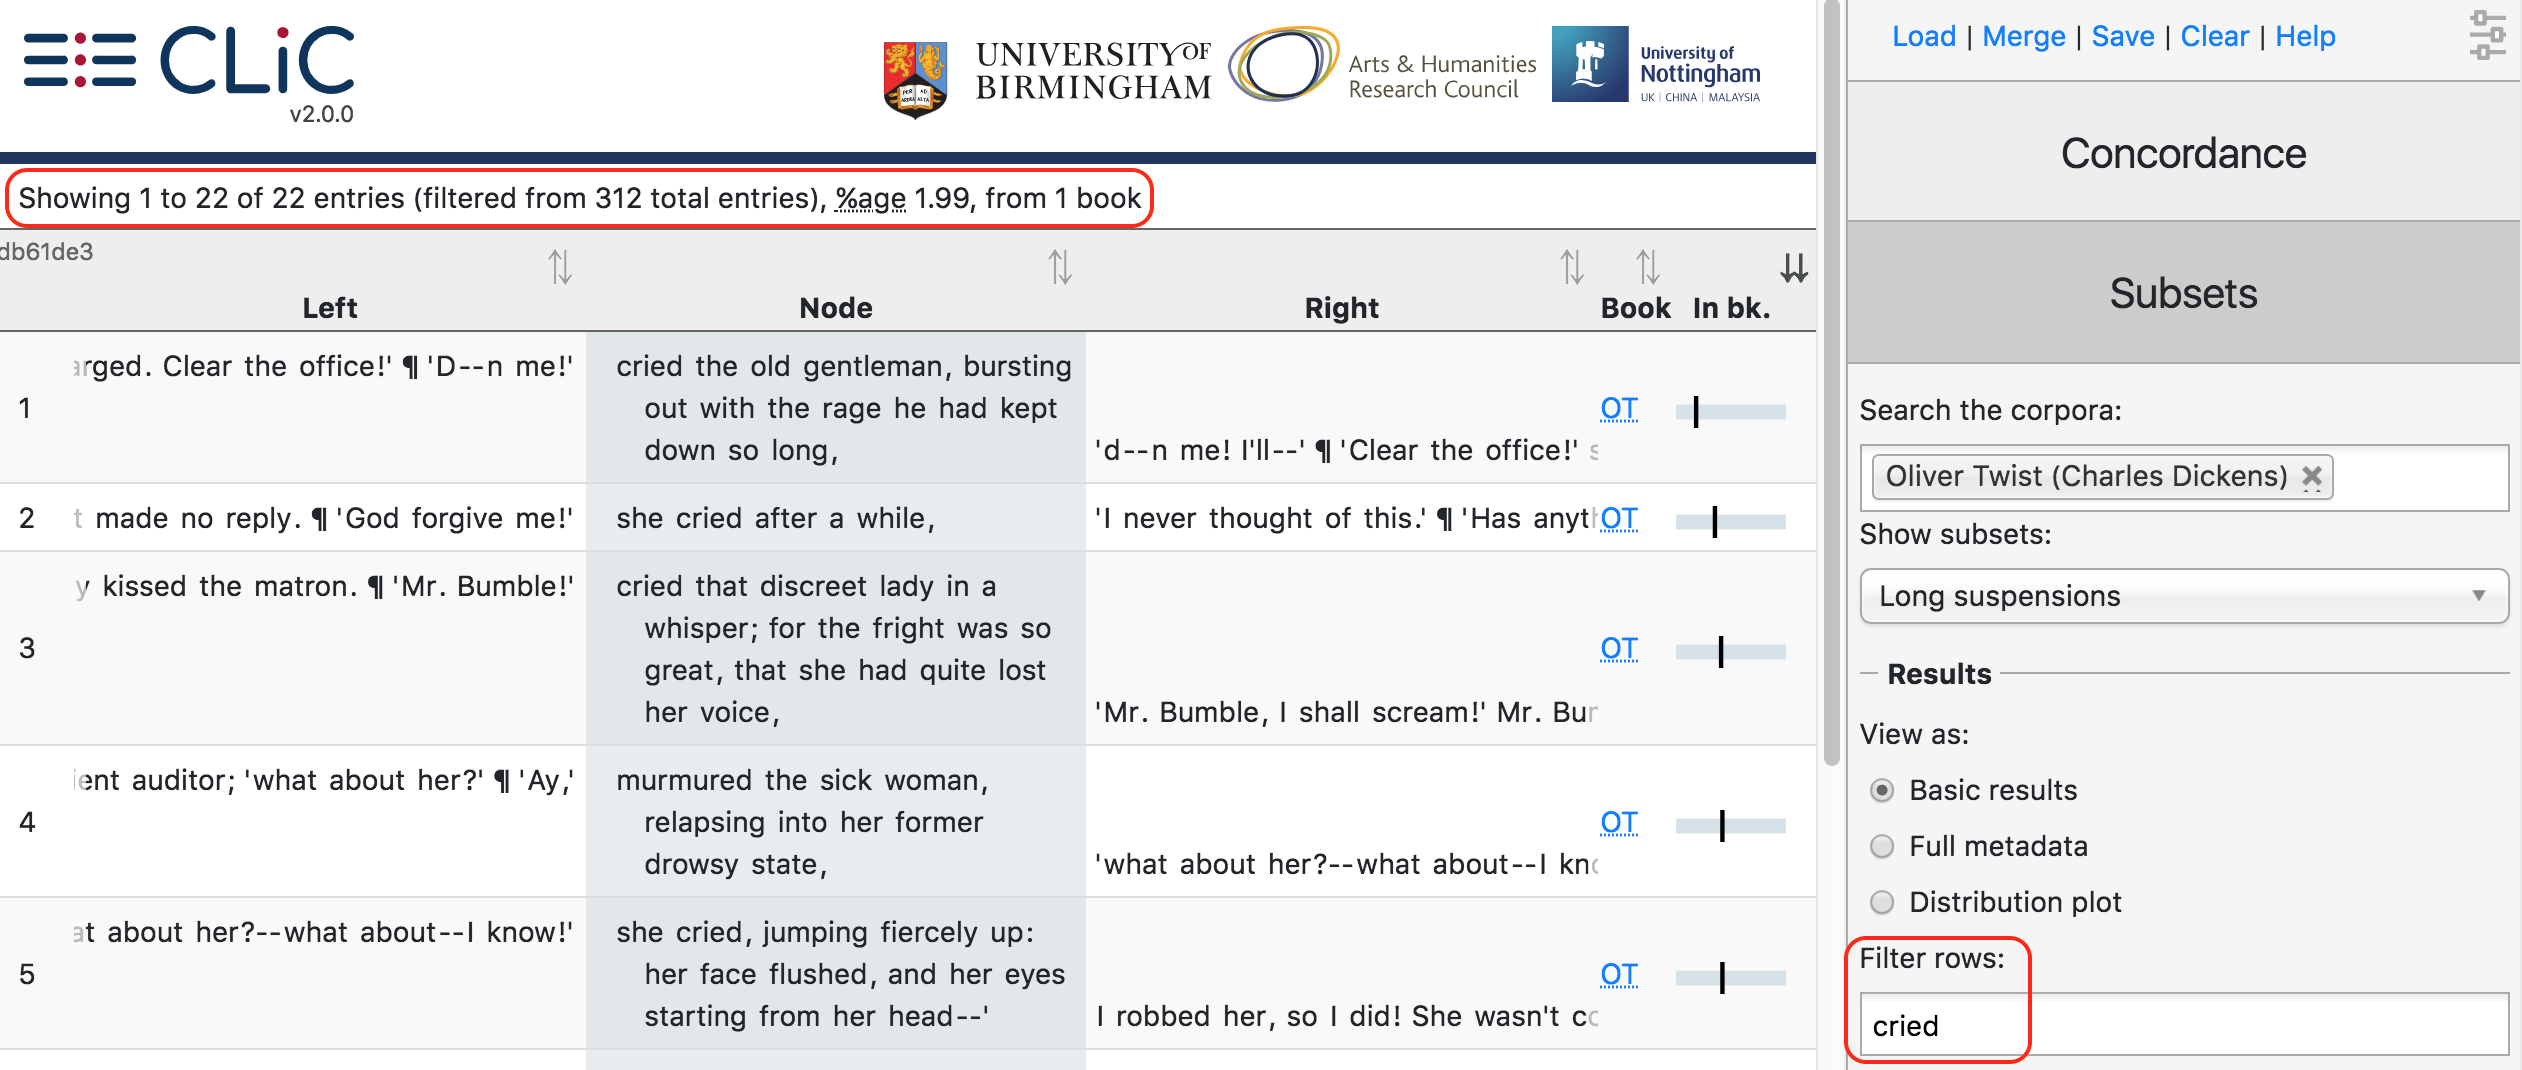 CLiC
v2.0.0
UNIVERSITY OF
BIRMINGHAM
PER AD
ARDUA ALTA
Arts & Humanities
Research Council
University of
Nottingham
UK | CHINA | MALAYSIA
Load | Merge | Save | Clear | Help
Concordance
Subsets
Showing 1 to 22 of 22 entries (filtered from 312 total entries), %age 1.99, from 1 book
db61de3
Left Node Right Book In bk.
1 arged. Clear the office!' ¶ 'D--n me!' cried the old gentleman, bursting
out with the rage he had kept
down so long, 'd--n me! I'll--' ¶ 'Clear the office!' s OT
2 t made no reply. ¶ 'God forgive me!' she cried after a while, 'I never thought of this.' ¶ 'Has anyth OT
3 y kissed the matron. ¶ 'Mr. Bumble!' cried that discreet lady in a
whisper; for the fright was so
great, that she had quite lost
her voice, 'Mr. Bumble, I shall scream!' Mr. Bum OT
4 ient auditor; 'what about her?' ¶ 'Ay,' murmured the sick woman,
relapsing into her former
drowsy state, 'what about her?--what about--I kno OT
5 at about her?--what about--I know!' she cried, jumping fiercely up:
her face flushed, and her eyes
starting from her head--' I robbed her, so I did! She wasn't co OT
Search the corpora:
Oliver Twist (Charles Dickens) ×
Show subsets:
Long suspensions
Results
View as:
Basic results
Full metadata
Distribution plot
Filter rows:
cried